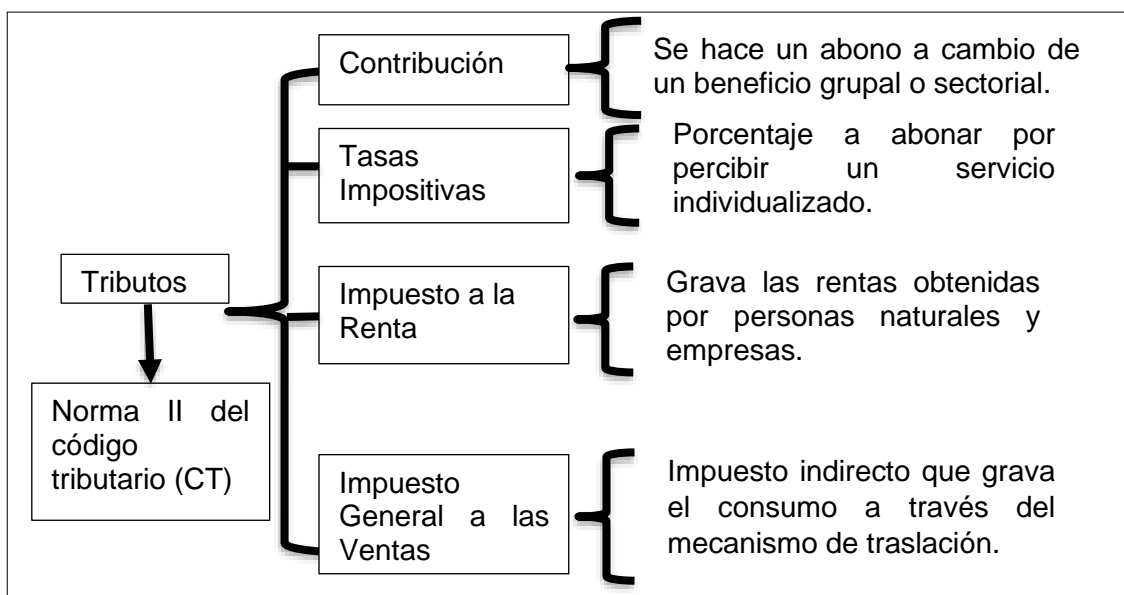 Tributos
Norma II del
código
tributario (CT)
Contribución
Se hace un abono a cambio de
un beneficio grupal o sectorial.
Tasas
Impositivas
Porcentaje a abonar por
percibir un servicio
individualizado.
Impuesto a la
Renta
Grava las rentas obtenidas
por personas naturales y
empresas.
Impuesto
General a las
Ventas
Impuesto indirecto que grava
el consumo a través del
mecanismo de traslación.